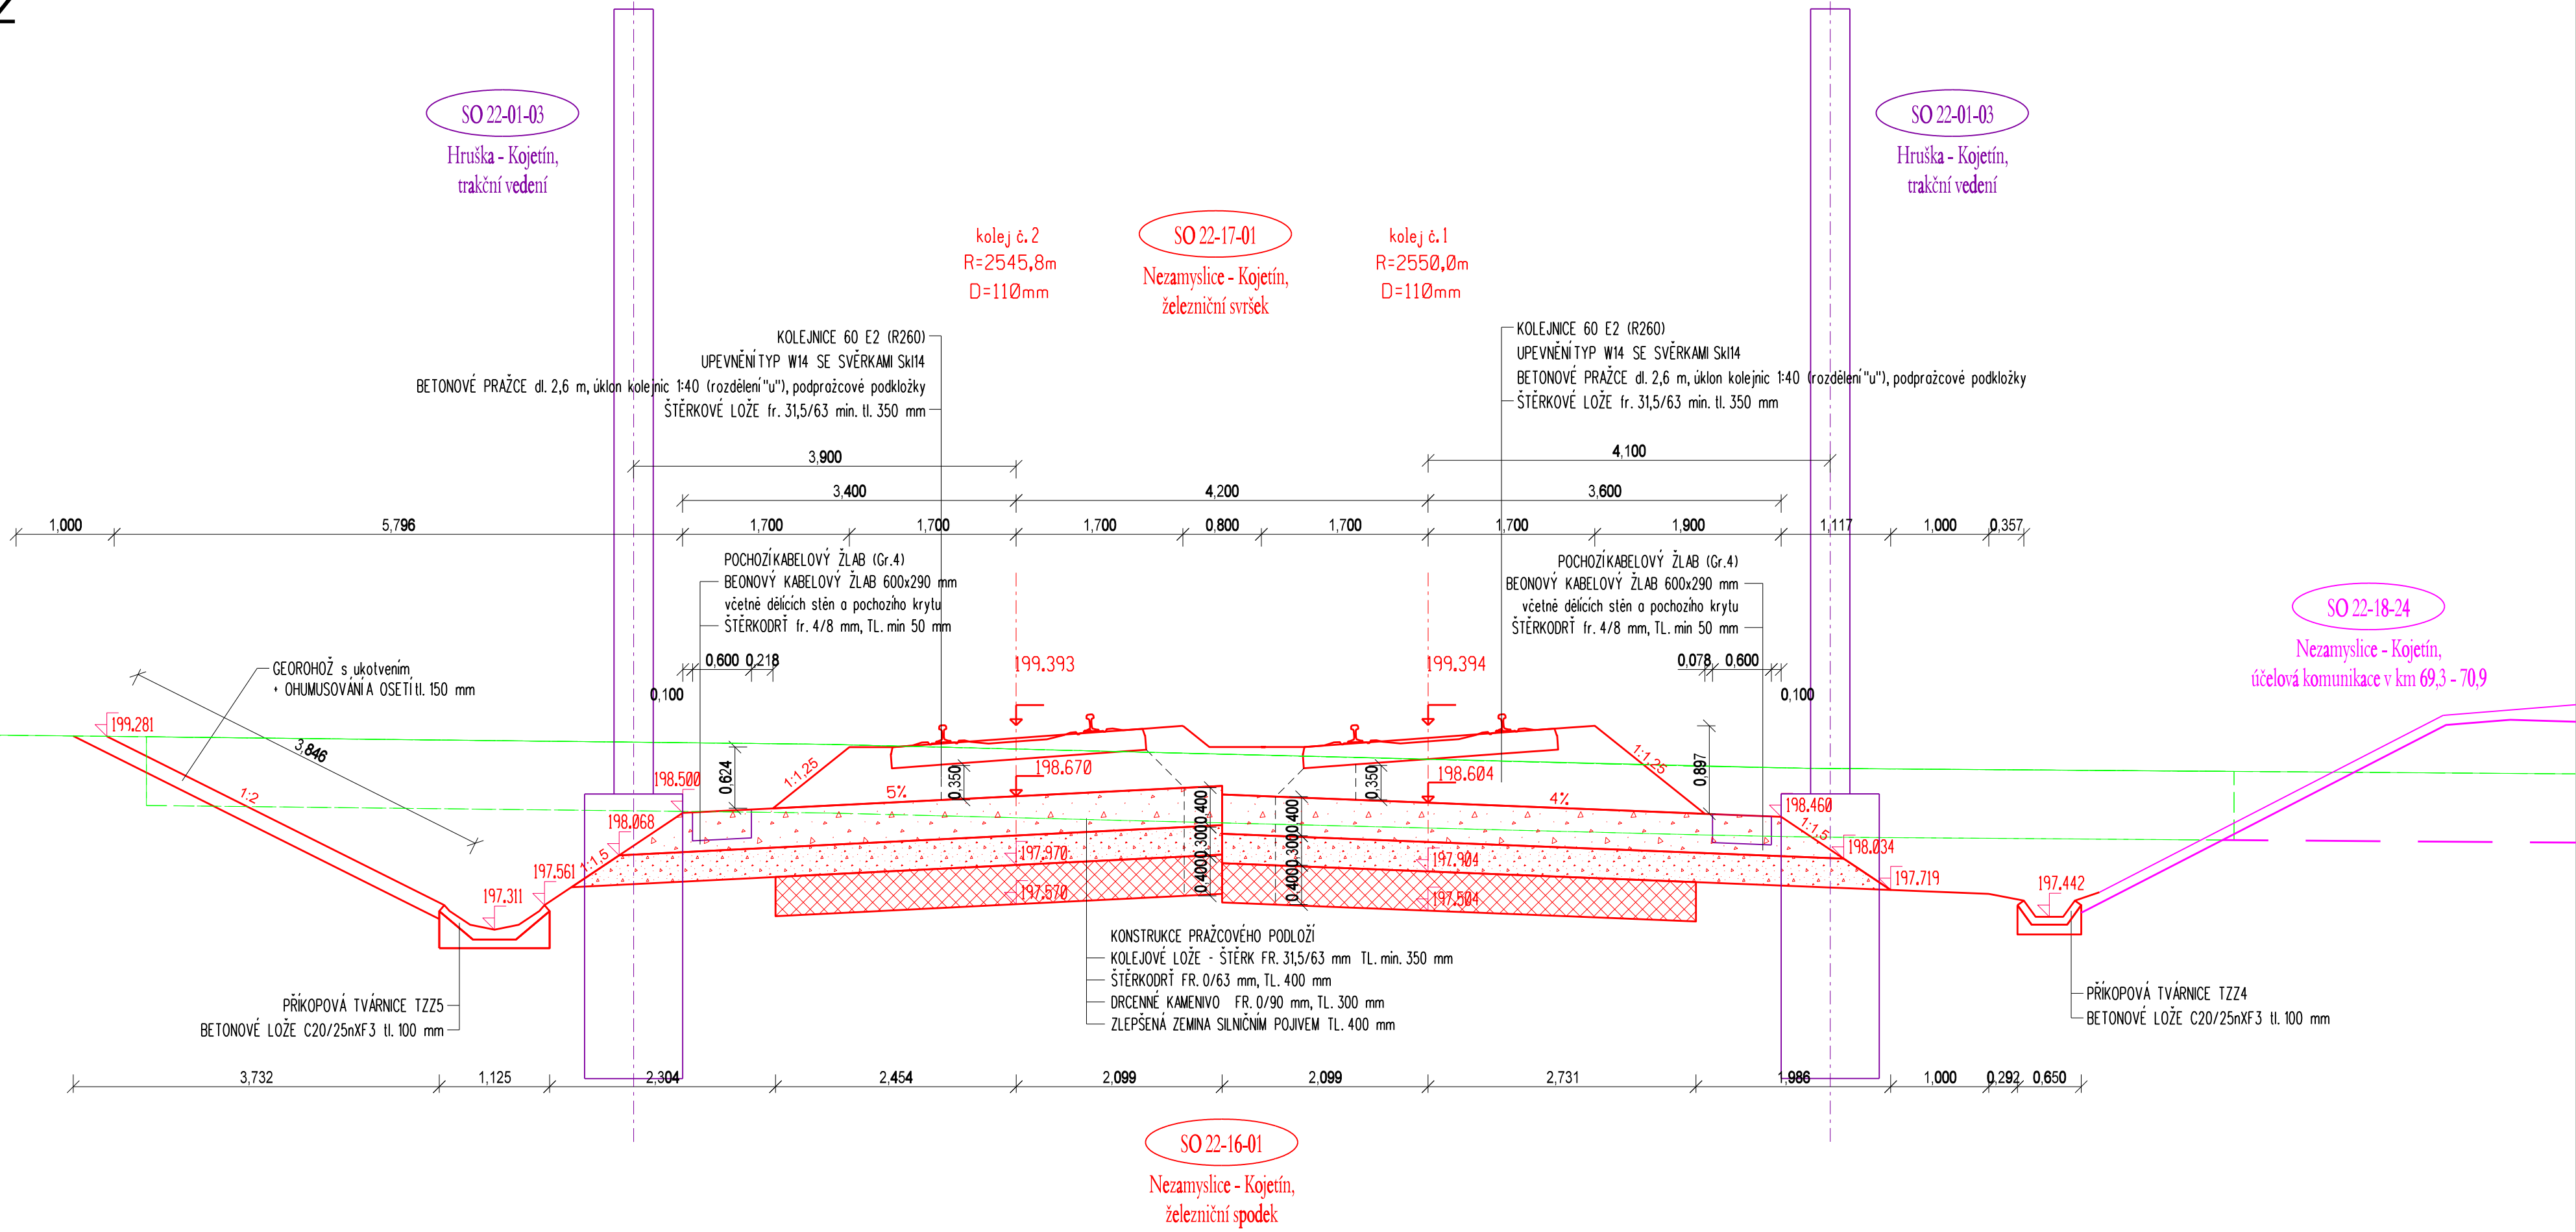 SO 22-01-03
Hruška - Kojetín,
trakční vedení
SO 22-01-03
Hruška - Kojetín,
trakční vedení
kolej č.2
R=2545,8m
D=110mm
SO 22-17-01
Nezamyslice - Kojetín,
železniční svršek
kolej č.1
R=2550,0m
D=110mm
KOLEJNICE 60 E2 (R260)
UPEVNĚNÍ TYP W14 SE SVĚRKAMI Skl14
BETONOVÉ PRAŽCE dl. 2,6 m, úklon kolejnic 1:40 (rozdělení "u"), podpražcové podkložky
ŠTĚRKOVÉ LOŽE fr. 31,5/63 min. tl. 350 mm
KOLEJNICE 60 E2 (R260)
UPEVNĚNÍ TYP W14 SE SVĚRKAMI Skl14
BETONOVÉ PRAŽCE dl. 2,6 m, úklon kolejnic 1:40 (rozdělení "u"), podpražcové podkložky
ŠTĚRKOVÉ LOŽE fr. 31,5/63 min. tl. 350 mm
3,900
4,100
3,400
4,200
3,600
1,000
5,796
1,700
1,700
1,700
0,800
1,700
1,700
1,900
1,117
1,000
0,357
POCHOZÍ KABELOVÝ ŽLAB (Gr.4)
BEONOVÝ KABELOVÝ ŽLAB 600x290 mm
včetně dělících stěn a pochozího krytu
ŠTĚRKODRŤ fr. 4/8 mm, TL. min 50 mm
POCHOZÍ KABELOVÝ ŽLAB (Gr.4)
BEONOVÝ KABELOVÝ ŽLAB 600x290 mm
včetně dělících stěn a pochozího krytu
ŠTĚRKODRŤ fr. 4/8 mm, TL. min 50 mm
SO 22-18-24
Nezamyslice - Kojetín,
účelová komunikace v km 69,3 - 70,9
GEROHOŽ s ukotvením
+ OHUMUSOVÁNÍ A OSETÍ tl. 150 mm
0,600
0,218
0,100
199.393
199.394
0,078
0,600
0,100
199.281
3,846
1:2
198.500
0,624
1:1,25
5%
0,350
198.670
0,350
198.604
4%
1:1,25
0,897
198.460
1:1,5
198.034
197.719
197.442
198.068
1:1,5
197.561
197.311
0,400
0,300
0,400
0,400
0,300
0,400
197.970
197.570
197.904
197.504
KONSTRUKCE PRAŽCOVÉHO PODLOŽÍ
KOLEJOVÉ LOŽE - ŠTĚRK FR. 31,5/63 mm TL. min. 350 mm
ŠTĚRKODRŤ FR. 0/63 mm, TL. 400 mm
DRCENNÉ KAMENIVO FR. 0/90 mm, TL. 300 mm
ZLEPŠENÁ ZEMINA SILNIČNÍM POJIVEM TL. 400 mm
PŘÍKOPOVÁ TVÁRNICE TZZ5
BETONOVÉ LOŽE C20/25nXF3 tl. 100 mm
PŘÍKOPOVÁ TVÁRNICE TZZ4
BETONOVÉ LOŽE C20/25nXF3 tl. 100 mm
3,732
1,125
2,304
2,454
2,099
2,099
2,731
1,986
1,000
0,292
0,650
SO 22-16-01
Nezamyslice - Kojetín,
železniční spodek